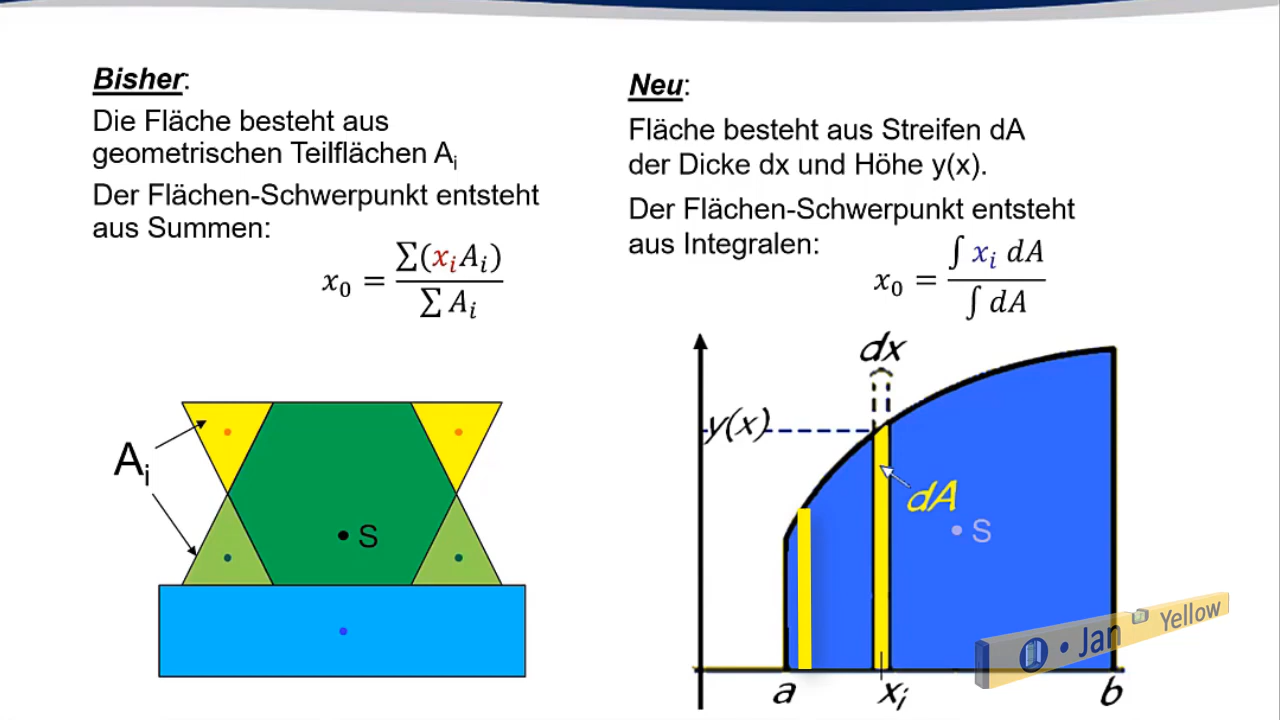 Bisher:
Die Fläche besteht aus
geometrischen Teilflächen Aᵢ
Der Flächen-Schwerpunkt entsteht
aus Summen:
x₀ = ∑(xᵢAᵢ) / ∑ Aᵢ
Aᵢ
S
Neu:
Fläche besteht aus Streifen dA
der Dicke dx und Höhe y(x).
Der Flächen-Schwerpunkt entsteht
aus Integralen:
x₀ = ∫ xᵢ dA / ∫ dA
dx
y(x)
dA
S
a
xᵢ
b
• Jan Yellow